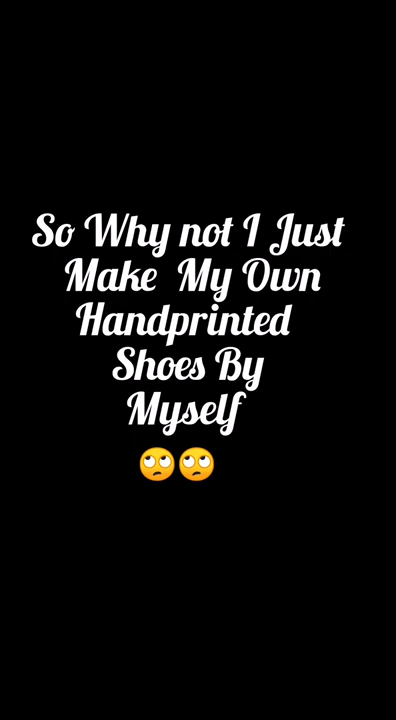 So Why not I Just
Make My Own
Handprinted
Shoes By
Myself
🙄🙄